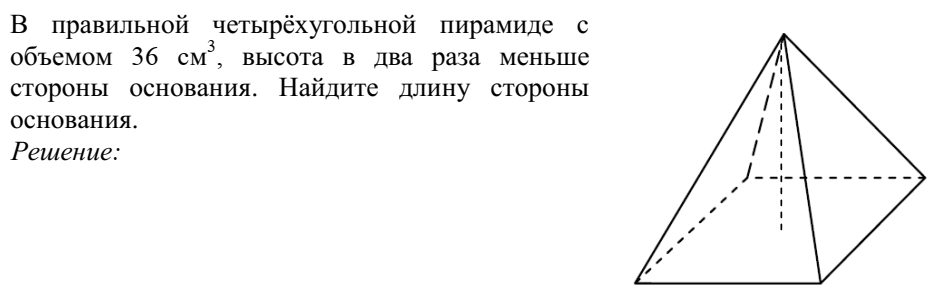 В правильной четырёхугольной пирамиде с
объемом 36 см³, высота в два раза меньше
стороны основания. Найдите длину стороны
основания.
Решение: